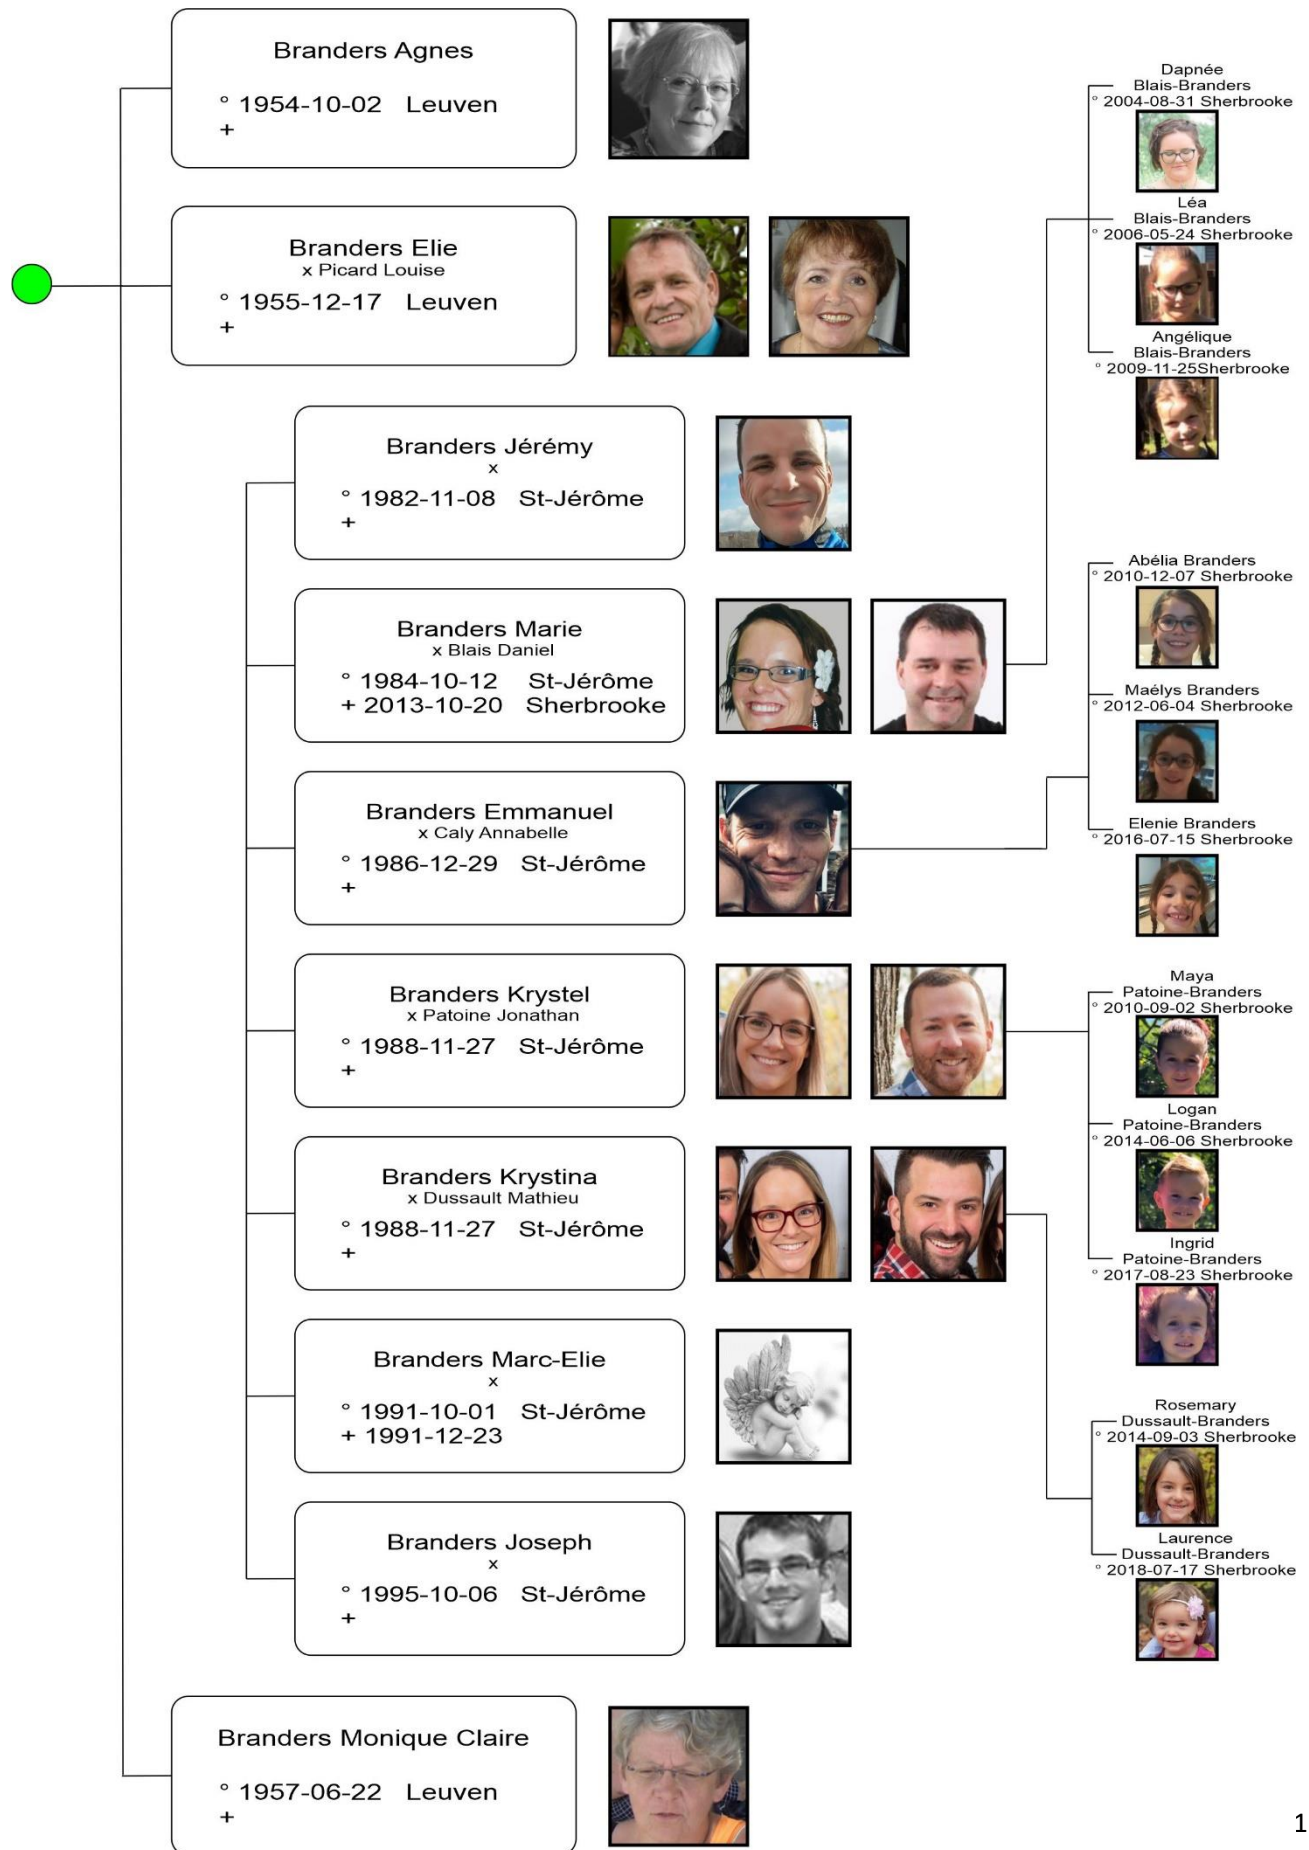 Branders Agnes
° 1954-10-02 Leuven
+
Branders Elie
x Picard Louise
° 1955-12-17 Leuven
+
Branders Jérémy
x
° 1982-11-08 St-Jérôme
+
Branders Marie
x Blais Daniel
° 1984-10-12 St-Jérôme
+ 2013-10-20 Sherbrooke
Dapnée
Blais-Branders
° 2004-08-31 Sherbrooke
Léa
Blais-Branders
° 2006-05-24 Sherbrooke
Angélique
Blais-Branders
° 2009-11-25Sherbrooke
Branders Emmanuel
x Caly Annabelle
° 1986-12-29 St-Jérôme
+
Abélia Branders
° 2010-12-07 Sherbrooke
Maélys Branders
° 2012-06-04 Sherbrooke
Elenie Branders
° 2016-07-15 Sherbrooke
Branders Krystel
x Patoine Jonathan
° 1988-11-27 St-Jérôme
+
Maya
Patoine-Branders
° 2010-09-02 Sherbrooke
Logan
Patoine-Branders
° 2014-06-06 Sherbrooke
Ingrid
Patoine-Branders
° 2017-08-23 Sherbrooke
Branders Krystina
x Dussault Mathieu
° 1988-11-27 St-Jérôme
+
Rosemary
Dussault-Branders
° 2014-09-03 Sherbrooke
Laurence
Dussault-Branders
° 2018-07-17 Sherbrooke
Branders Marc-Elie
x
° 1991-10-01 St-Jérôme
+ 1991-12-23
Branders Joseph
x
° 1995-10-06 St-Jérôme
+
Branders Monique Claire
° 1957-06-22 Leuven
+
1